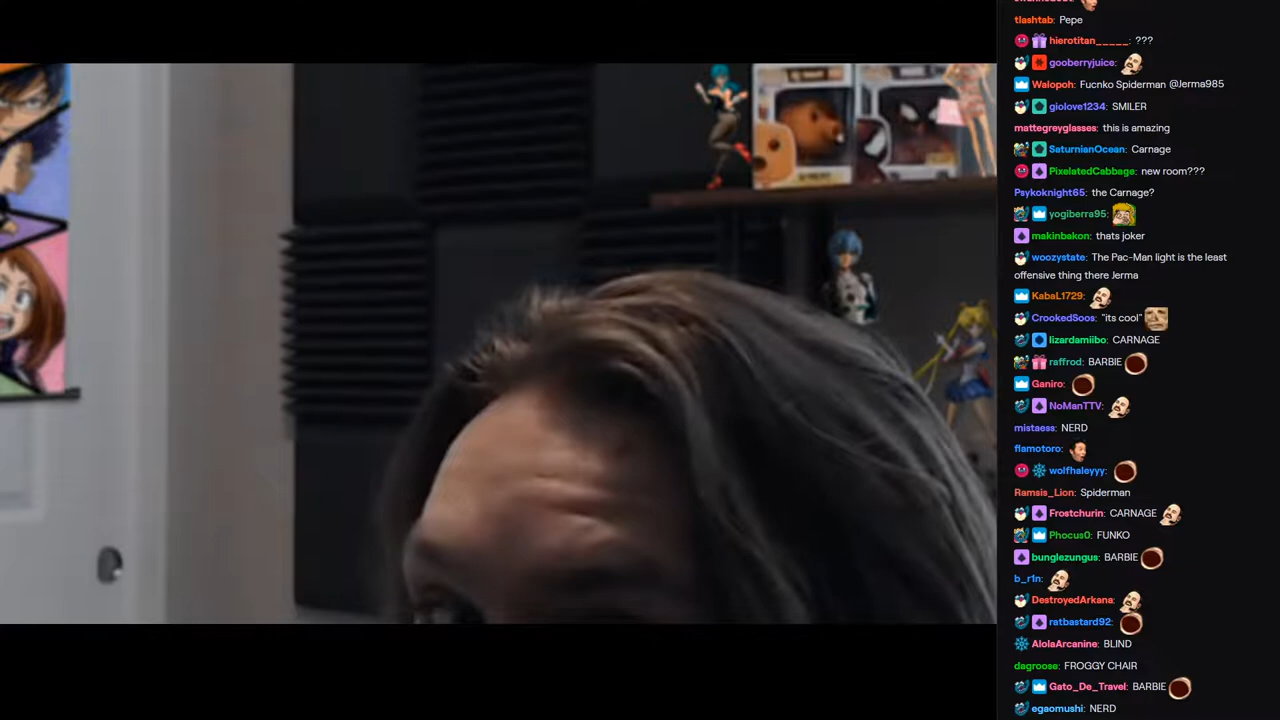 tlashtab: Pepe
hierotitan_____: ???
gooberryjuice:
Walopoh: Fucnko Spiderman @Jerma985
giolove1234: SMILER
mattegreyglasses: this is amazing
SaturnianOcean: Carnage
PixelatedCabbage: new room???
Psykoknight65: the Carnage?
yogiberra95:
makinbakon: thats joker
woozystate: The Pac-Man light is the least
offensive thing there Jerma
KabaL1729:
CrookedSoos: "its cool"
lizardamiibo: CARNAGE
raffrod: BARBIE
Ganiro:
NoManTTV:
mistaess: NERD
flamotoro:
wolfhaleyyy:
Ramsis_Lion: Spiderman
Frostchurin: CARNAGE
Phocus0: FUNKO
bunglezungus: BARBIE
b_r1n:
DestroyedArkana:
ratbastard92:
AlolaArcanine: BLIND
dagroose: FROGGY CHAIR
Gato_De_Travel: BARBIE
egaomushi: NERD